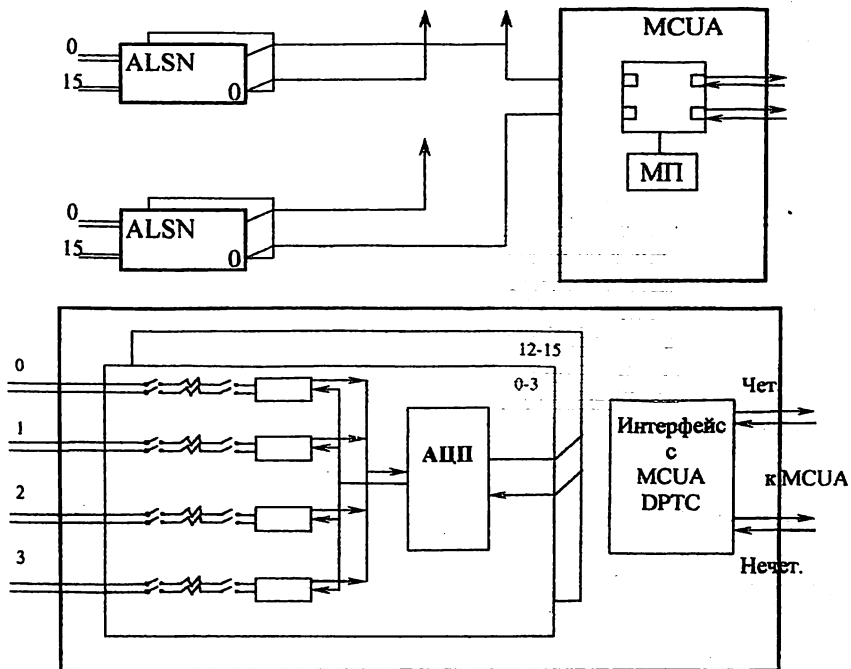 0
ALSN
15
0
MCUA
МП
0
ALSN
15
0
12-15
0-3
0
1
2
3
АЦП
Интерфейс
с
MCUA
DPTC
Чет
к MCUA
Нечет.